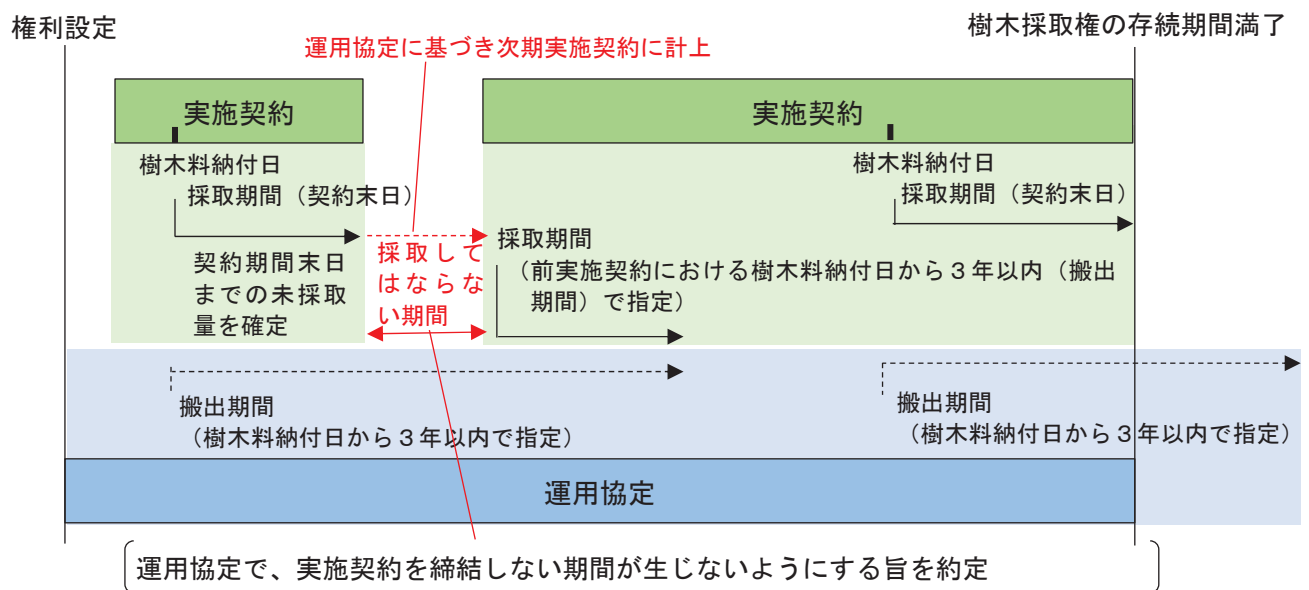 権利設定
樹木採取権の存続期間満了
運用協定に基づき次期実施契約に計上
実施契約
実施契約
樹木料納付日
採取期間（契約末日）
契約期間末日
までの未採取
量を確定
採取して
はならな
い期間
採取期間
（前実施契約における樹木料納付日から３年以内（搬出
期間）で指定）
樹木料納付日
採取期間（契約末日）
搬出期間
（樹木料納付日から３年以内で指定）
搬出期間
（樹木料納付日から３年以内で指定）
運用協定
運用協定で、実施契約を締結しない期間が生じないようにする旨を約定